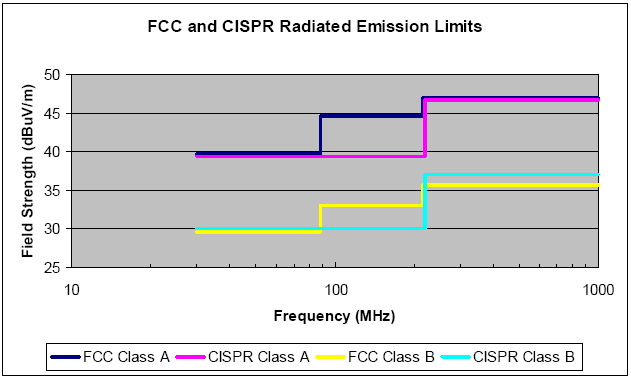 FCC and CISPR Radiated Emission Limits
50
45
40
35
30
25
Field Strength (dBuV/m)
10 100 1000
Frequency (MHz)
FCC Class A CISPR Class A FCC Class B CISPR Class B